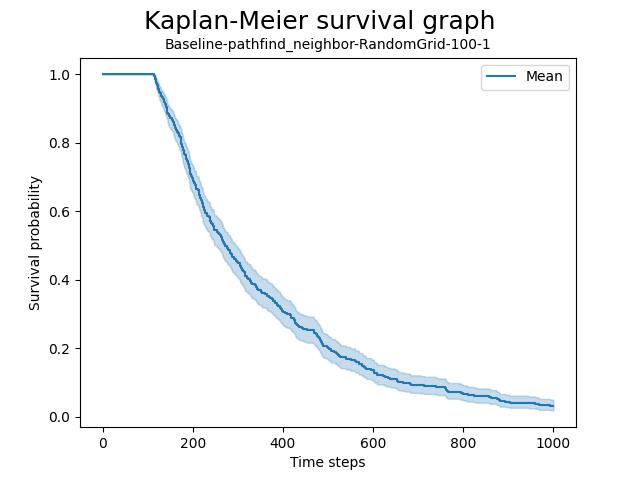 Kaplan-Meier survival graph
Baseline-pathfind_neighbor-RandomGrid-100-1
Mean
1.0
0.8
0.6
0.4
0.2
0.0
Survival probability
0 200 400 600 800 1000
Time steps